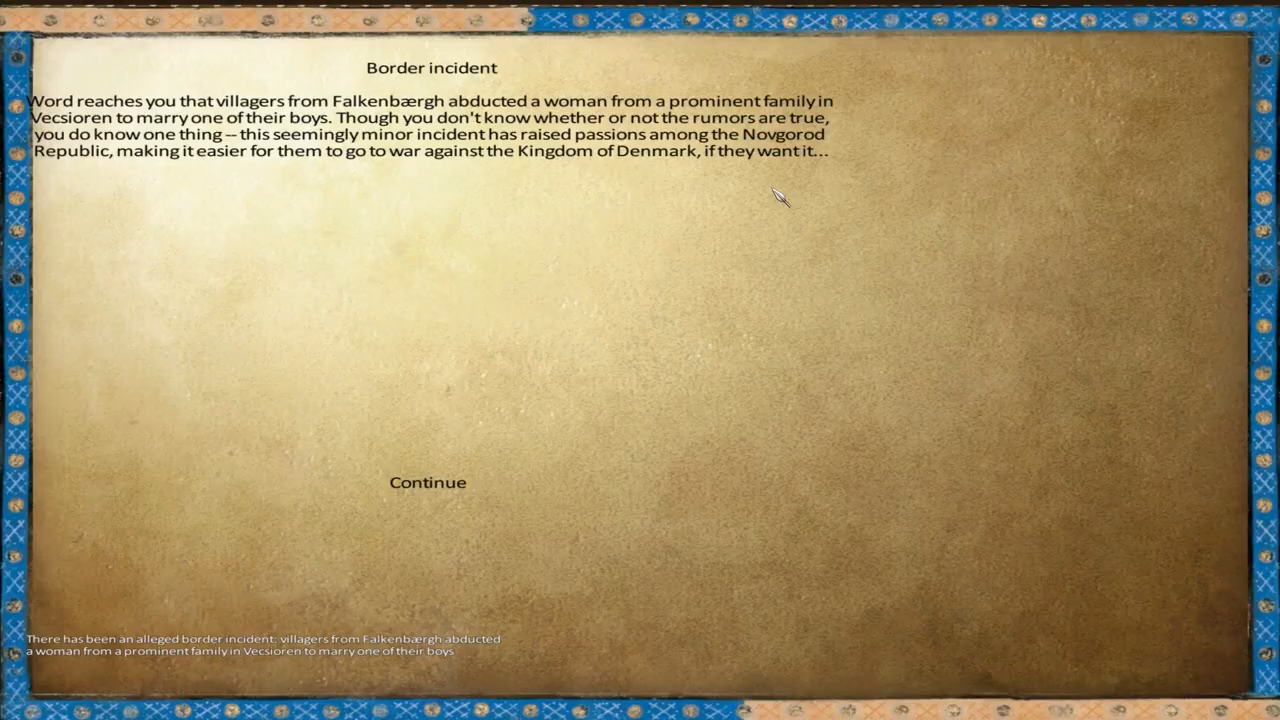 Border incident
Word reaches you that villagers from Falkenbærgh abducted a woman from a prominent family in
Vecsioren to marry one of their boys. Though you don't know whether or not the rumors are true,
you do know one thing -- this seemingly minor incident has raised passions among the Novgorod
Republic, making it easier for them to go to war against the Kingdom of Denmark, if they want it...
Continue
There has been an alleged border incident: villagers from Falkenbærgh abducted
a woman from a prominent family in Vecsioren to marry one of their boys